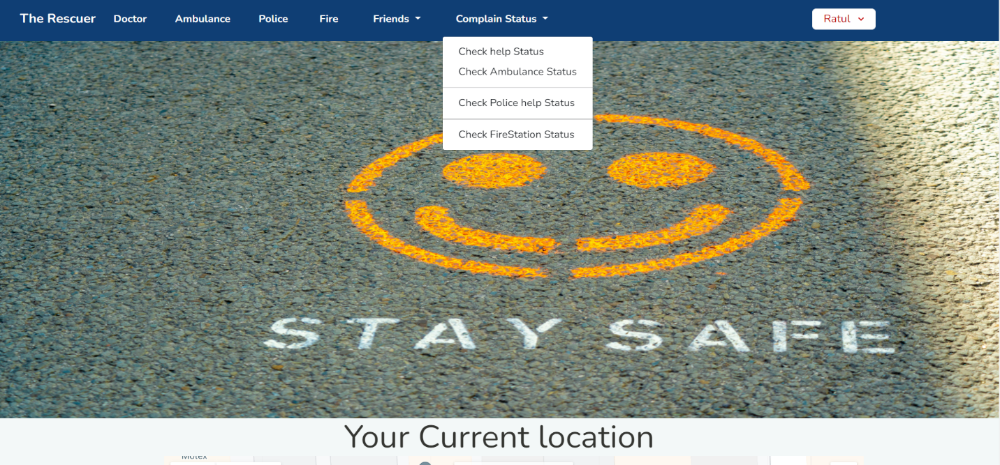 The Rescuer Doctor Ambulance Police Fire Friends Complain Status Ratul
Check help Status
Check Ambulance Status
Check Police help Status
Check FireStation Status
STAY SAFE
Your Current location
Molex